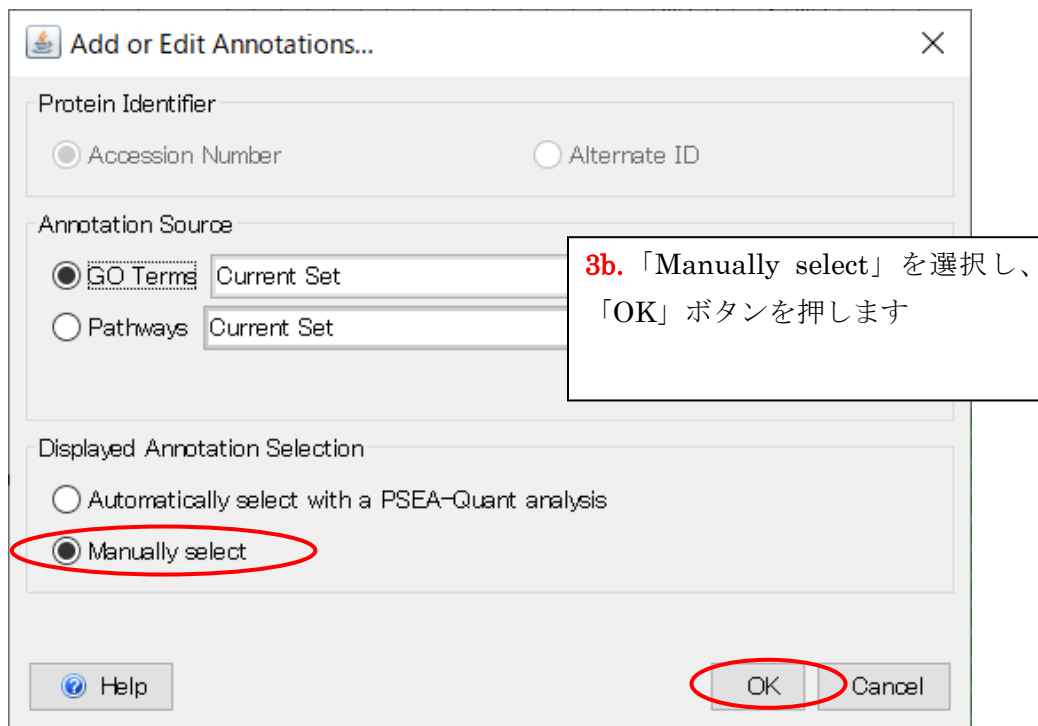 Add or Edit Annotations...
Protein Identifier
Accession Number
Alternate ID
Annotation Source
GO Terms Current Set
3b.「Manually select」を選択し、
「OK」ボタンを押します
Pathways Current Set
Displayed Annotation Selection
Automatically select with a PSEA-Quant analysis
Manually select
Help
OK
Cancel